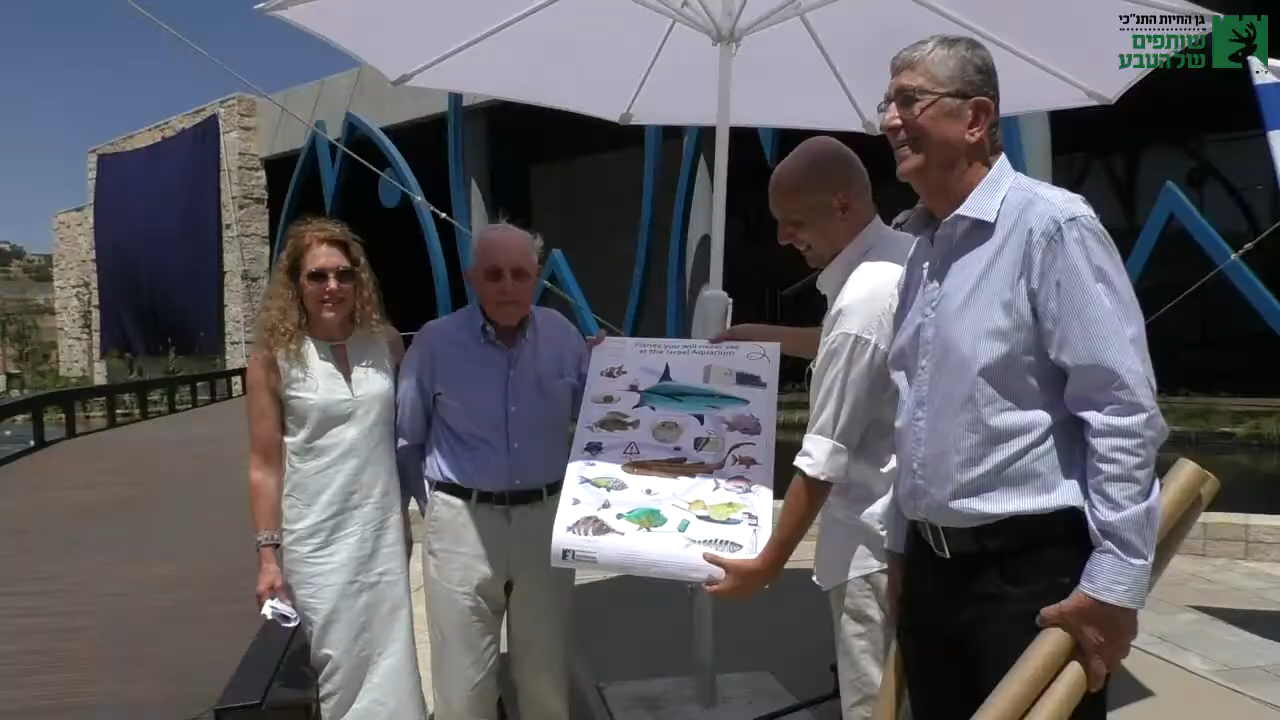 גן החיות התנ"כי
שותפים
של הטבע
Fishes you will never see
at the Israel Aquarium